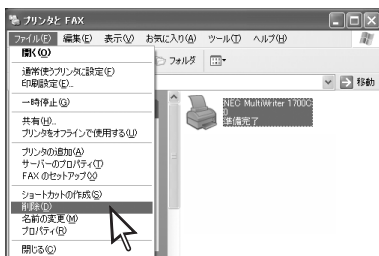 プリンタと FAX
ファイル(F) 編集(E) 表示(V) お気に入り(A) ツール(T) ヘルプ(H)
開く(O)
通常使うプリンタに設定(F)
印刷設定(E)...
一時停止(G)
共有(H)...
プリンタをオフラインで使用する(U)
プリンタの追加(A)
サーバーのプロパティ(T)
FAX のセットアップ(X)
ショートカットの作成(S)
削除(D)
名前の変更(M)
プロパティ(R)
閉じる(C)
フォルダ
移動
NEC MultiWriter 1700C
0
準備完了